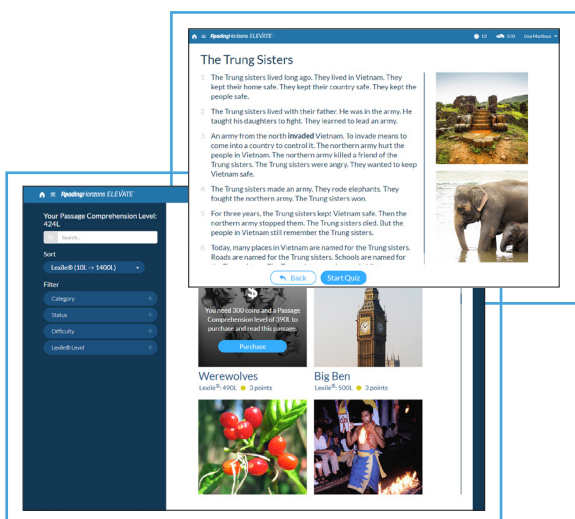 ReadingHorizons ELEVATE
Lisa Martinez
The Trung Sisters
1 The Trung sisters lived long ago. They lived in Vietnam. They
kept their home safe. They kept their country safe. They kept the
people safe.
2 The Trung sisters lived with their father. He was in the army. He
taught his daughters to fight. They learned to lead an army.
3 An army from the north invaded Vietnam. To invade means to
come into a country to control it. The northern army hurt the
people in Vietnam. The northern army killed a friend of the
Trung sisters. The Trung sisters were angry. They wanted to keep
Vietnam safe.
4 The Trung sisters made an army. They rode elephants. They
fought the northern army. The Trung sisters won.
5 For three years, the Trung sisters kept Vietnam safe. Then the
northern army stopped them. The Trung sisters died. But the
people in Vietnam still remember the Trung sisters.
6 Today, many places in Vietnam are named for the Trung sisters.
Roads are named for the Trung sisters. Schools are named for
Back
Start Quiz
ReadingHorizons ELEVATE
Your Passage Comprehension Level:
424L
Search...
Sort
Lexile® (10L -> 1400L)
Filter
Category +
Status +
Difficulty +
Lexile® Level +
You need 300 coins and a Passage
Comprehension level of 390L to
purchase and read this passage.
Purchase
Werewolves
Lexile®: 490L 3 points
Big Ben
Lexile®: 500L 3 points